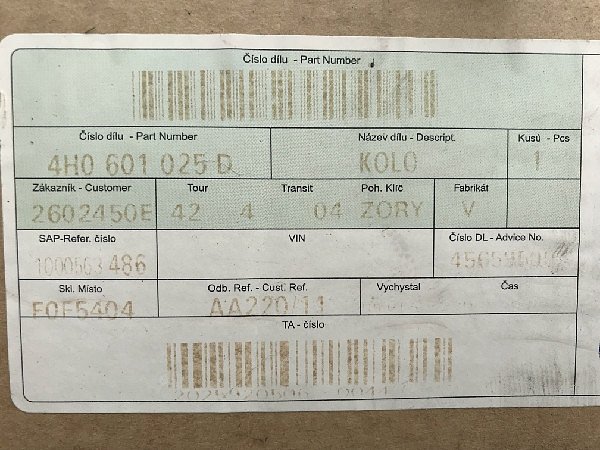 Číslo dílu - Part Number
Číslo dílu - Part Number Název dílu - Descript. Kusů - Pcs
4H0 601 025 D KOLO 1
Zákazník - Customer Tour Transit Poh. Klíč Fabrikát
2602450E 42 4 04 ZORY V
SAP-Refer. číslo VIN Číslo DL - Advice No.
486
Skl. Místo Odb. Ref. - Cust. Ref. Vychystal Čas
F0F5404 AA220/11
TA - číslo